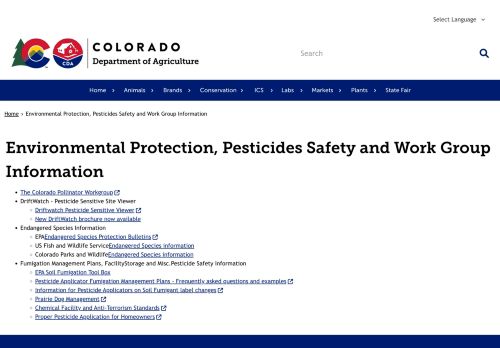 Select Language
COLORADO
Department of Agriculture
CDA
Search
Home
Animals
Brands
Conservation
ICS
Labs
Markets
Plants
State Fair
Home › Environmental Protection, Pesticides Safety and Work Group Information
Environmental Protection, Pesticides Safety and Work Group
Information
The Colorado Pollinator Workgroup
DriftWatch - Pesticide Sensitive Site Viewer
Driftwatch Pesticide Sensitive Viewer
New DriftWatch brochure now available
Endangered Species Information
EPAEndangered Species Protection Bulletins
US Fish and Wildlife ServiceEndangered Species information
Colorado Parks and WildlifeEndangered Species information
Fumigation Management Plans, FacilityStorage and Misc.Pesticide Safety Information
EPA Soil Fumigation Tool Box
Pesticide Applicator Fumigation Management Plans - Frequently asked questions and examples
Information for Pesticide Applicators on Soil Fumigant label changes
Prairie Dog Management
Chemical Facility and Anti-Terrorism Standards
Proper Pesticide Application for Homeowners